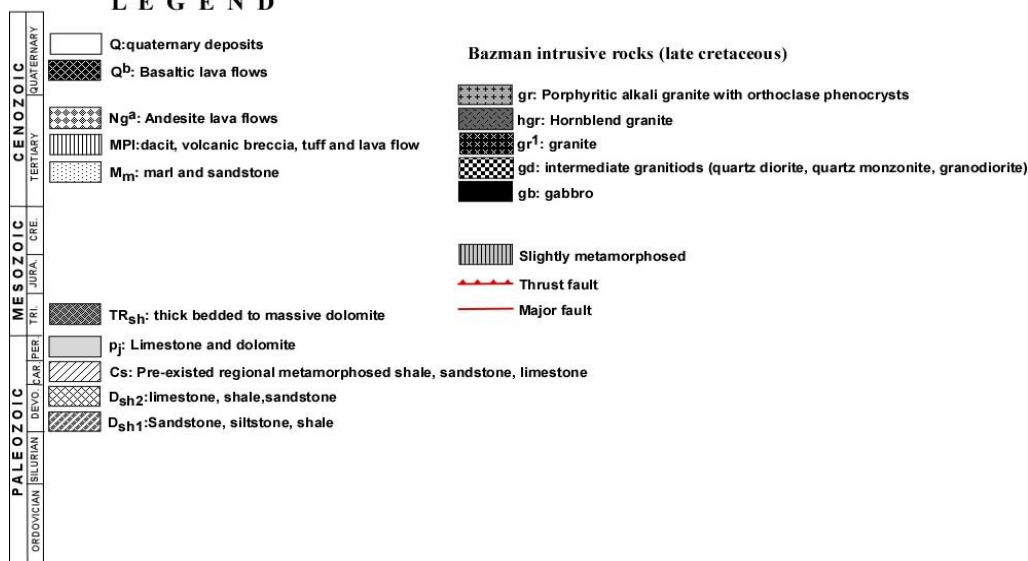 LEGEND
CENOZOIC
QUATERNARY
TERTIARY
MESOZOIC
CRE.
JURA.
TRI.
PALEOZOIC
PER.
CAR.
DEVO.
SILURIAN
ORDOVICIAN
Q:quaternary deposits
Qb: Basaltic lava flows
Nga: Andesite lava flows
MPI:dacit, volcanic breccia, tuff and lava flow
Mm: marl and sandstone
TRsh: thick bedded to massive dolomite
pj: Limestone and dolomite
Cs: Pre-existed regional metamorphosed shale, sandstone, limestone
Dsh2:limestone, shale,sandstone
Dsh1:Sandstone, siltstone, shale
Bazman intrusive rocks (late cretaceous)
gr: Porphyritic alkali granite with orthoclase phenocrysts
hgr: Hornblend granite
gr1: granite
gd: intermediate granitiods (quartz diorite, quartz monzonite, granodiorite)
gb: gabbro
Slightly metamorphosed
Thrust fault
Major fault